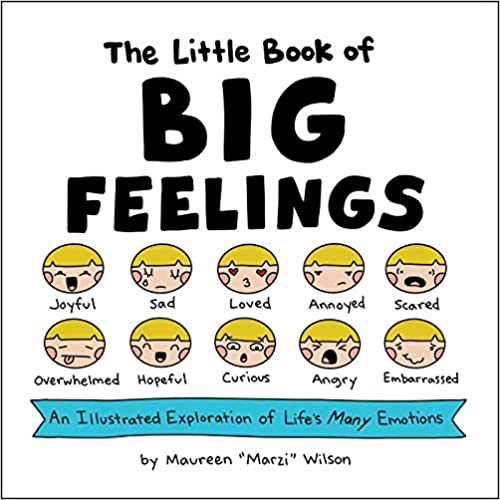 The Little Book of
BIG
FEELINGS
Joyful Sad Loved Annoyed Scared
Overwhelmed Hopeful Curious Angry Embarrassed
An Illustrated Exploration of Life's Many Emotions
by Maureen "Marzi" Wilson